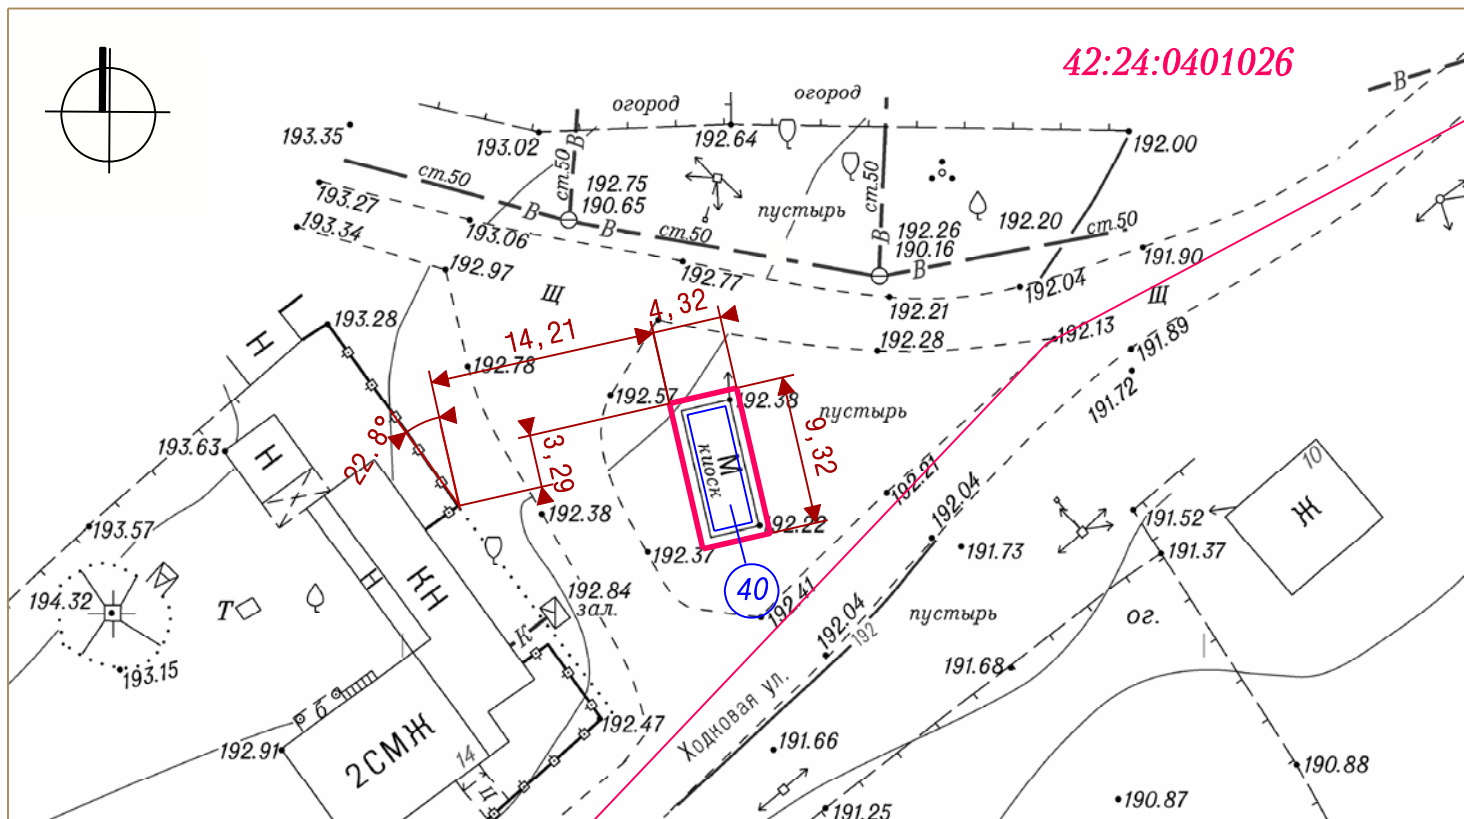 42:24:0401026
В
огород
огород
193.35
193.02
В
192.64
192.00
ст.50
ст.50
ст.50
192.75
190.65
193.27
В
пустырь
192.20
ст.50
193.34
193.06
В
ст.50
В
192.26
190.16
В
191.90
192.97
192.77
192.04
Щ
Щ
192.21
193.28
4,32
192.28
192.13
191.89
Н
14,21
192.78
191.72
192.57
192.38
пустырь
193.63
Н
22.8°
3,29
М
киоск
9,32
192.21
192.04
10
Ж
193.57
192.38
192.22
191.52
191.73
191.37
192.37
Н
КН
194.32
Т
192.84
зал.
40
192.41
192.04
192
пустырь
ог.
К
193.15
191.68
б
192.47
Ходковая ул.
192.91
2СМЖ
14
191.66
190.88
ц
190.87
191.25